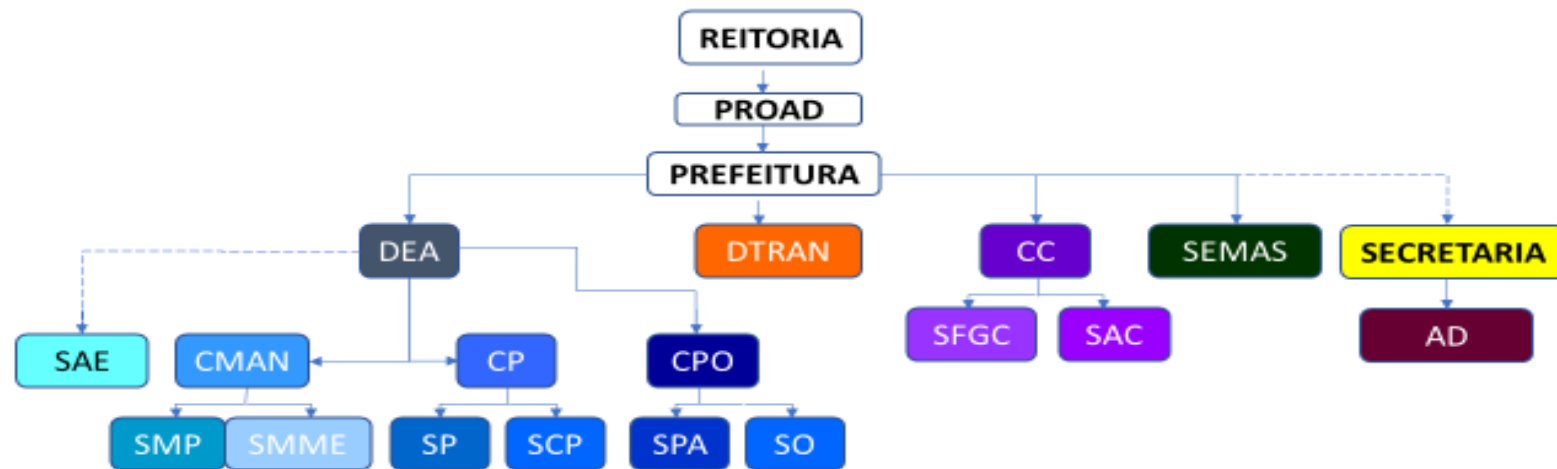 REITORIA
PROAD
PREFEITURA
DEA
DTRAN
CC
SEMAS
SECRETARIA
SFGC
SAC
AD
SAE
CMAN
CP
CPO
SMP
SMME
SP
SCP
SPA
SO